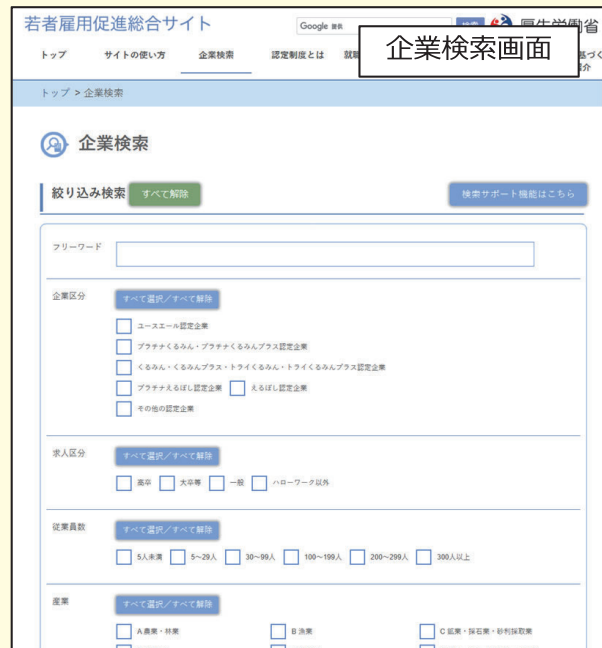 若者雇用促進総合サイト
Google 提供
厚生労働省
トップ サイトの使い方 企業検索 認定制度とは 就職
企業検索画面
トップ > 企業検索
企業検索
絞り込み検索 すべて解除 検索サポート機能はこちら
フリーワード
企業区分 すべて選択/すべて解除
ユースエール認定企業
プラチナくるみん・プラチナくるみんプラス認定企業
くるみん・くるみんプラス・トライくるみん・トライくるみんプラス認定企業
プラチナえるぼし認定企業 えるぼし認定企業
その他の認定企業
求人区分 すべて選択/すべて解除
高卒 大卒等 一般 ハローワーク以外
従業員数 すべて選択/すべて解除
5人未満 5~29人 30~99人 100~199人 200~299人 300人以上
産業 すべて選択/すべて解除
A 農業・林業 B 漁業 C 鉱業・採石業・砂利採取業